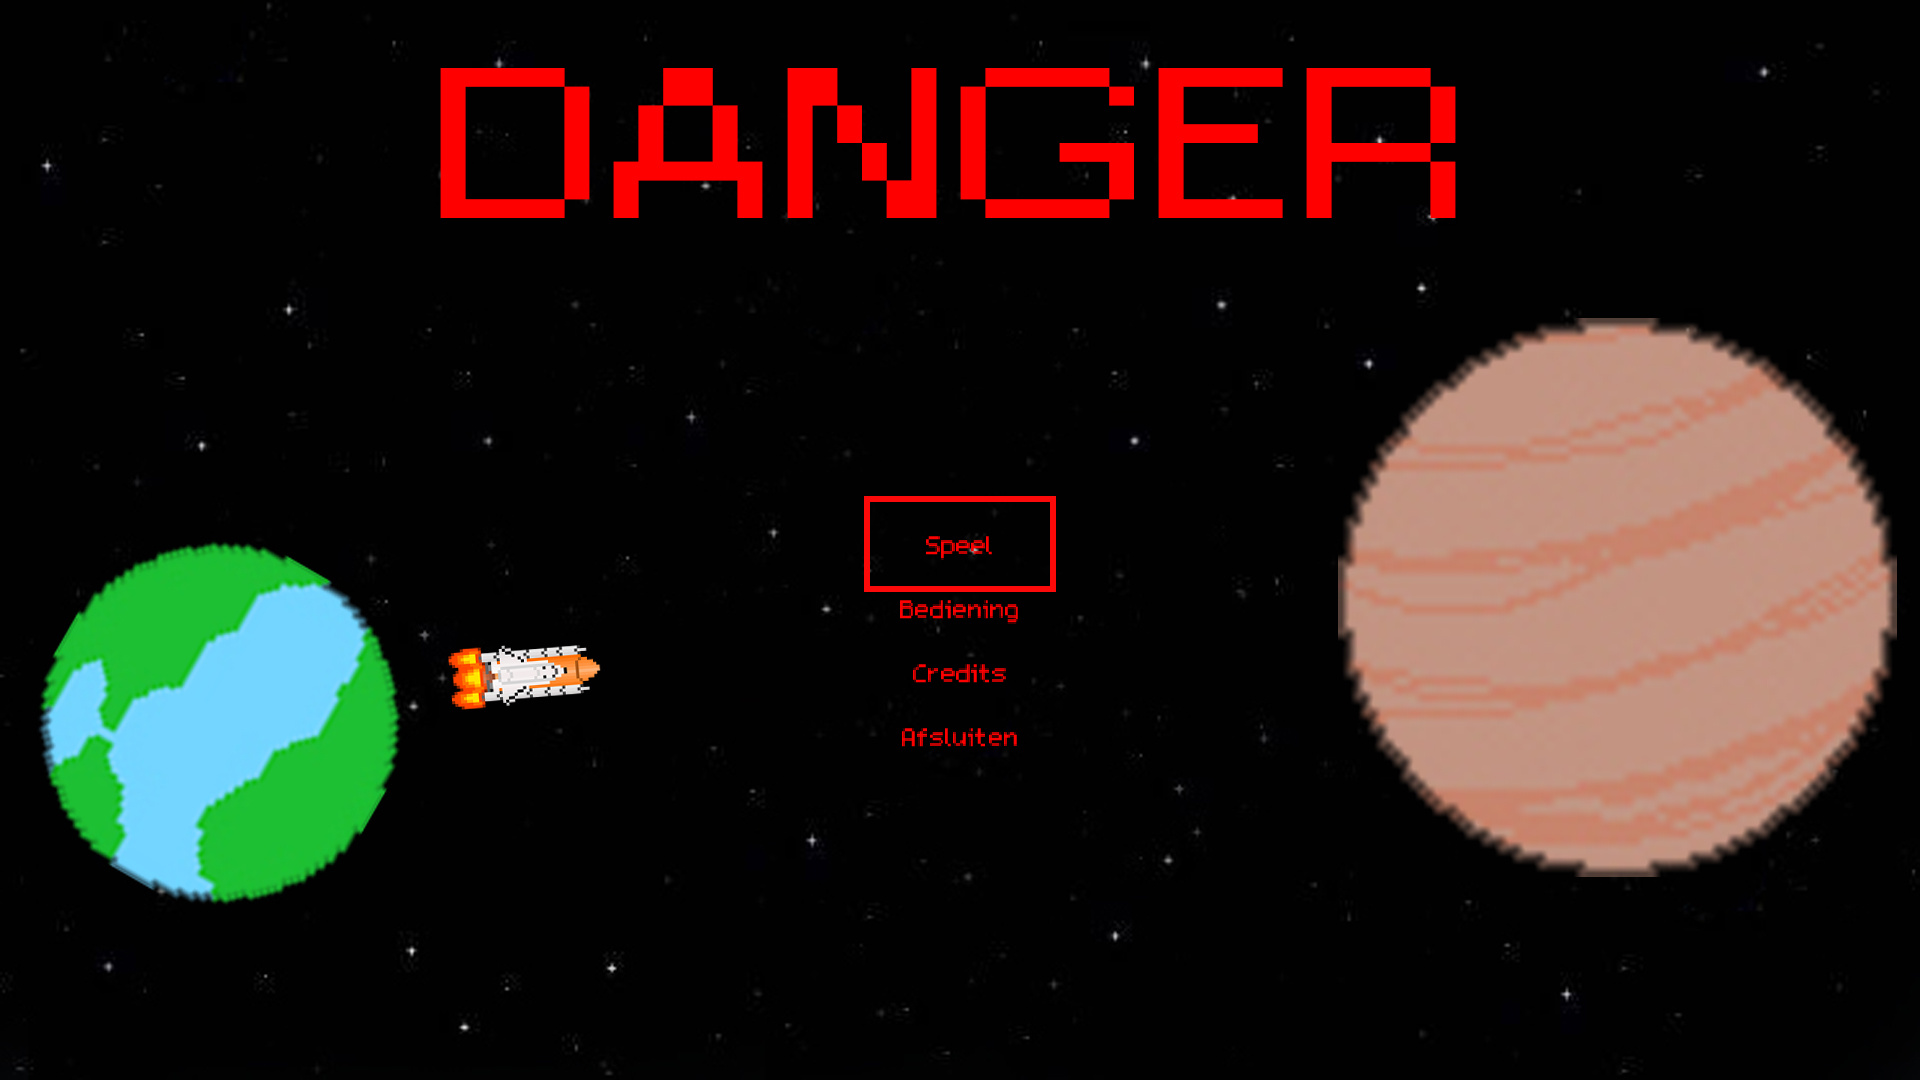 DANGER
Speel
Bediening
Credits
Afsluiten